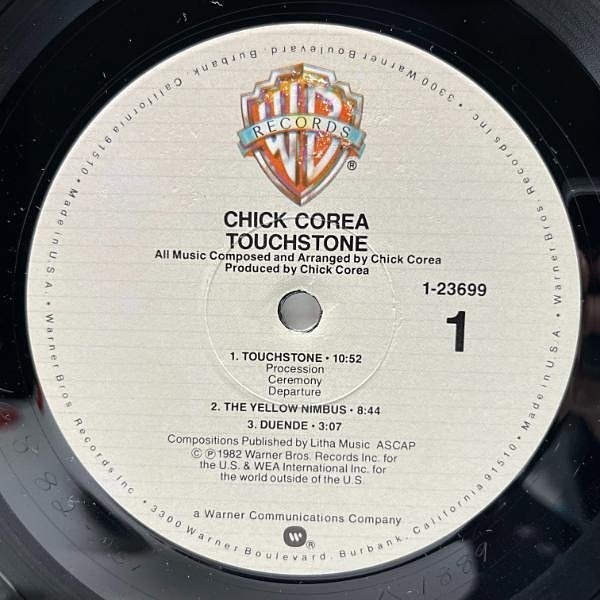 WB
RECORDS
®
CHICK COREA
TOUCHSTONE
All Music Composed and Arranged by Chick Corea
Produced by Chick Corea
1-23699
1
1. TOUCHSTONE • 10:52
Procession
Ceremony
Departure
2. THE YELLOW NIMBUS • 8:44
3. DUENDE • 3:07
Compositions Published by Litha Music ASCAP
© ℗ 1982 Warner Bros. Records Inc. for
the U.S. & WEA International Inc. for
the world outside of the U.S.
a Warner Communications Company
®
• Made in U.S.A. • Warner Bros. Records Inc. • 3300 Warner Boulevard, Burbank, California 91510 • Made in U.S.A. • Warner Bros. Records Inc. • 3300 Warner Boulevard, Burbank, California 91510